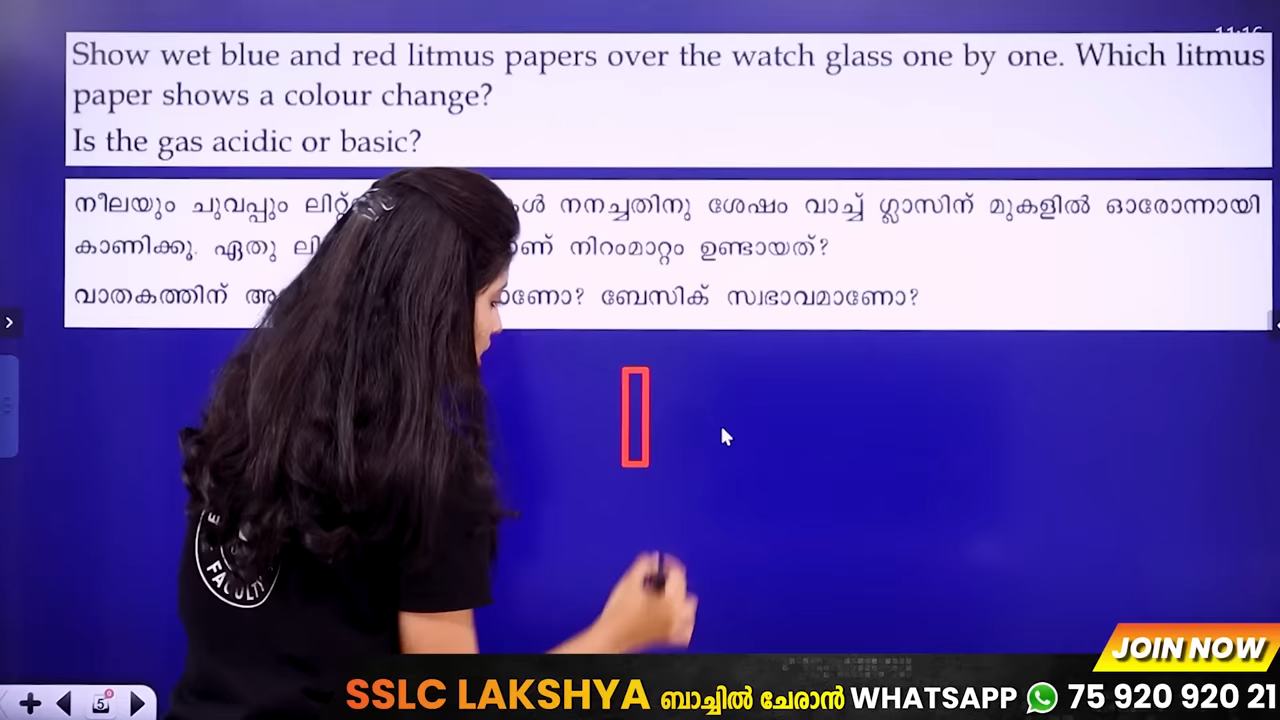 Show wet blue and red litmus papers over the watch glass one by one. Which litmus
paper shows a colour change?
Is the gas acidic or basic?
നീലയും ചുവപ്പും നനച്ചതിനു ശേഷം വാച്ച് ഗ്ലാസിന് മുകളിൽ ഓരോന്നായി
കാണിക്കൂ. ഏതു നിറംമാറ്റം ഉണ്ടായത്?
വാതകത്തിന് ബേസിക് സ്വഭാവമാണോ?
FACULTY
JOIN NOW
SSLC LAKSHYA ബാച്ചിൽ ചേരാൻ WHATSAPP 75 920 920 21